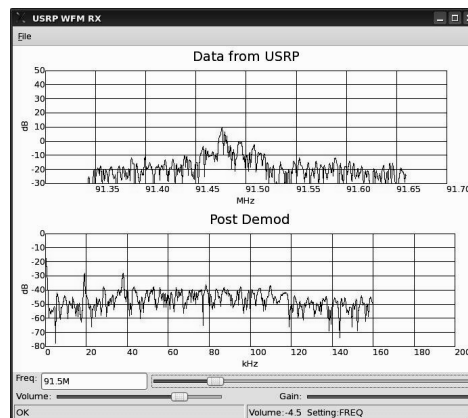 USRP WFM RX
File
Data from USRP
50
40
30
20
10
0
-10
-20
-30
dB
91.35 91.40 91.45 91.50 91.55 91.60 91.65 91.70
MHz
Post Demod
0
-10
-20
-30
-40
-50
-60
-70
-80
dB
0 20 40 60 80 100 120 140 160 180 200
kHz
Freq: 91.5M
Volume: Gain:
OK Volume:-4.5 Setting:FREQ